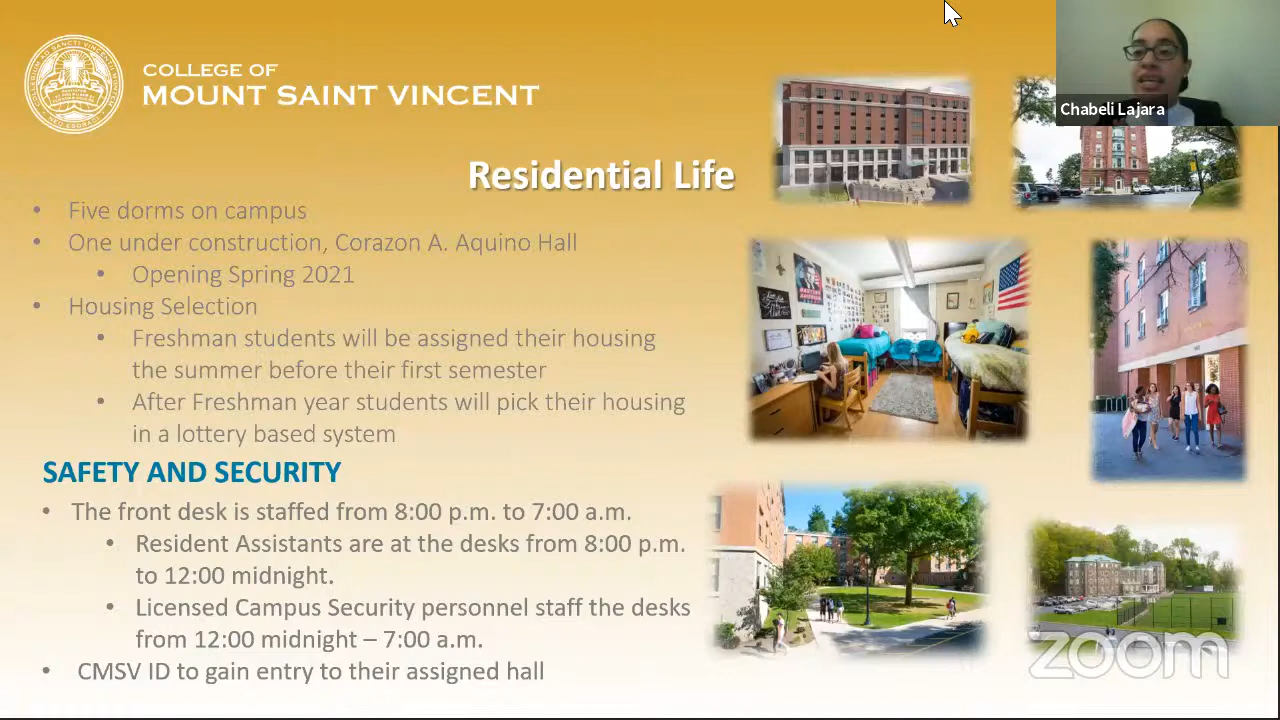 COLLEGE OF
MOUNT SAINT VINCENT
Chabeli Lajara
Residential Life
• Five dorms on campus
• One under construction, Corazon A. Aquino Hall
• Opening Spring 2021
• Housing Selection
• Freshman students will be assigned their housing
the summer before their first semester
• After Freshman year students will pick their housing
in a lottery based system
SAFETY AND SECURITY
• The front desk is staffed from 8:00 p.m. to 7:00 a.m.
• Resident Assistants are at the desks from 8:00 p.m.
to 12:00 midnight.
• Licensed Campus Security personnel staff the desks
from 12:00 midnight – 7:00 a.m.
• CMSV ID to gain entry to their assigned hall
zoom